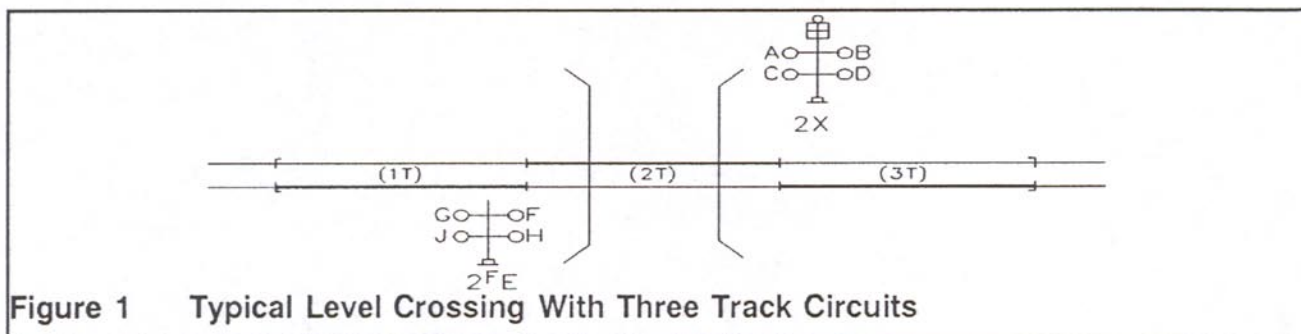 A B
C D
2X
(1T) (2T) (3T)
G F
J H
2FE
Figure 1 Typical Level Crossing With Three Track Circuits